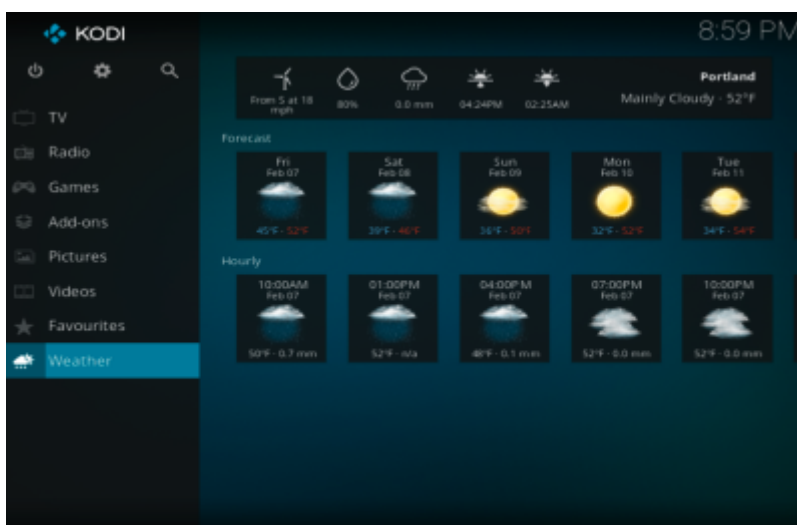 KODI
8:59 PM
TV
Radio
Games
Add-ons
Pictures
Videos
Favourites
Weather
From S at 18
mph
80%
0.0 mm
04:24PM
02:25AM
Portland
Mainly Cloudy · 52°F
Forecast
Fri
Feb 07
45°F - 52°F
Sat
Feb 08
39°F - 46°F
Sun
Feb 09
36°F - 50°F
Mon
Feb 10
32°F - 52°F
Tue
Feb 11
34°F - 54°F
Hourly
10:00AM
Feb 07
50°F - 0.7 mm
01:00PM
Feb 07
52°F - n/a
04:00PM
Feb 07
48°F - 0.1 mm
07:00PM
Feb 07
52°F - 0.0 mm
10:00PM
Feb 07
52°F - 0.0 mm